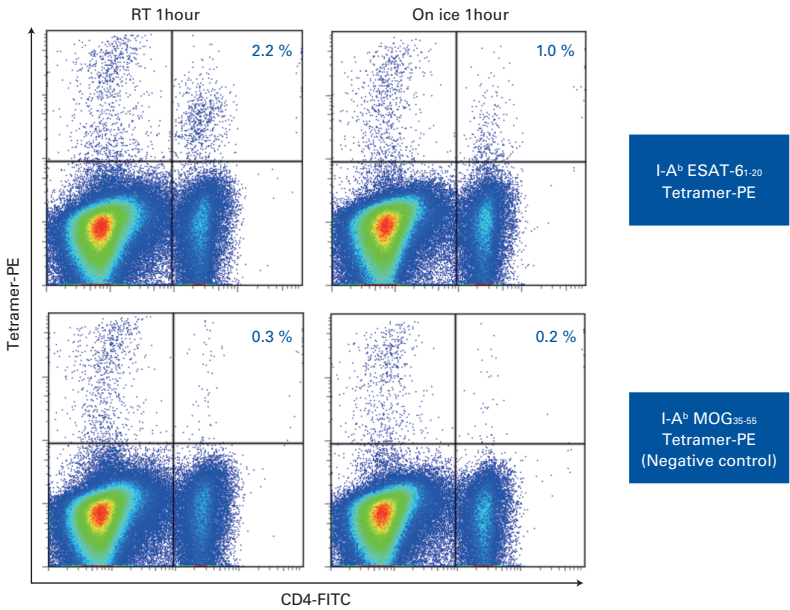 RT 1hour
On ice 1hour
2.2 %
1.0 %
I-Aᵇ ESAT-6₁₋₂₀
Tetramer-PE
Tetramer-PE
0.3 %
0.2 %
I-Aᵇ MOG₃₅₋₅₅
Tetramer-PE
(Negative control)
CD4-FITC